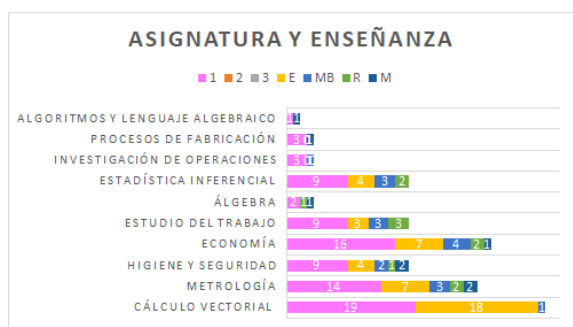 ASIGNATURA Y ENSEÑANZA
1 2 3 E MB R M
ALGORITMOS Y LENGUAJE ALGEBRAICO 1 1
PROCESOS DE FABRICACIÓN 3 1
INVESTIGACIÓN DE OPERACIONES 3 1
ESTADÍSTICA INFERENCIAL 9 4 3 2
ÁLGEBRA 2 1 1
ESTUDIO DEL TRABAJO 9 3 3 3
ECONOMÍA 16 7 4 2 1
HIGIENE Y SEGURIDAD 9 4 2 1 2
METROLOGÍA 14 7 3 2 2
CÁLCULO VECTORIAL 19 18 1